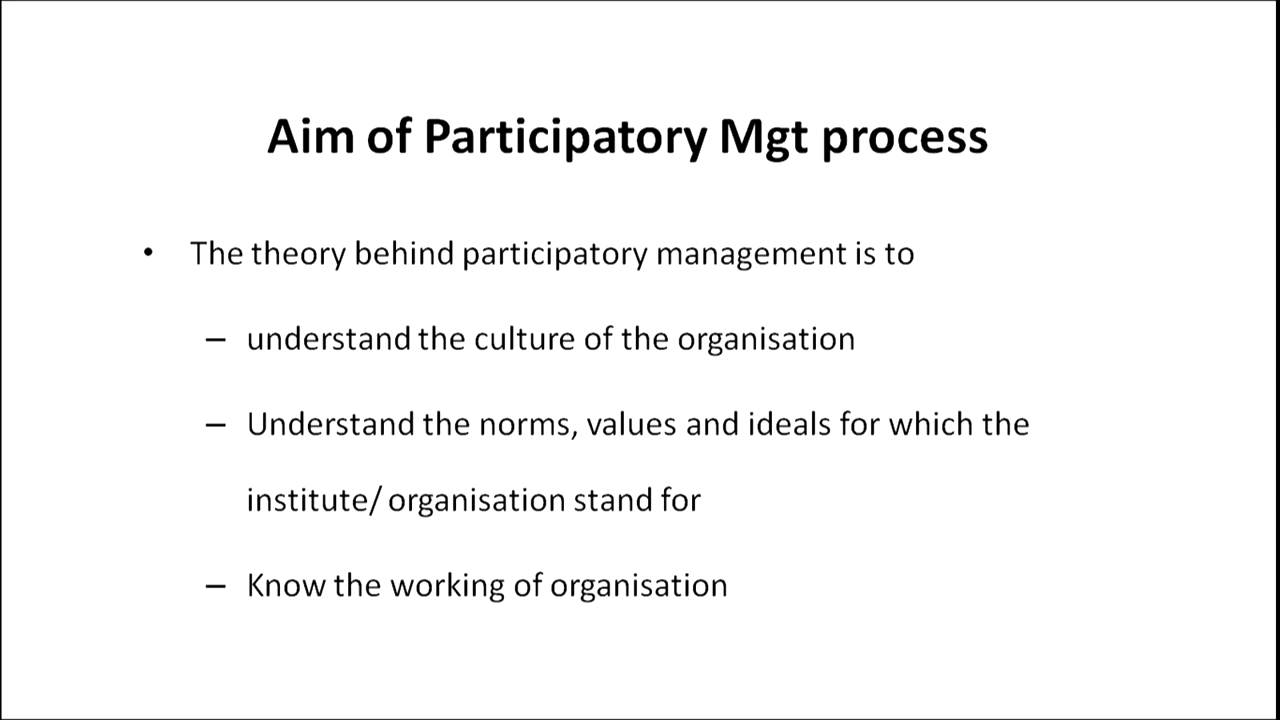 Aim of Participatory Mgt process
• The theory behind participatory management is to
– understand the culture of the organisation
– Understand the norms, values and ideals for which the
institute/ organisation stand for
– Know the working of organisation